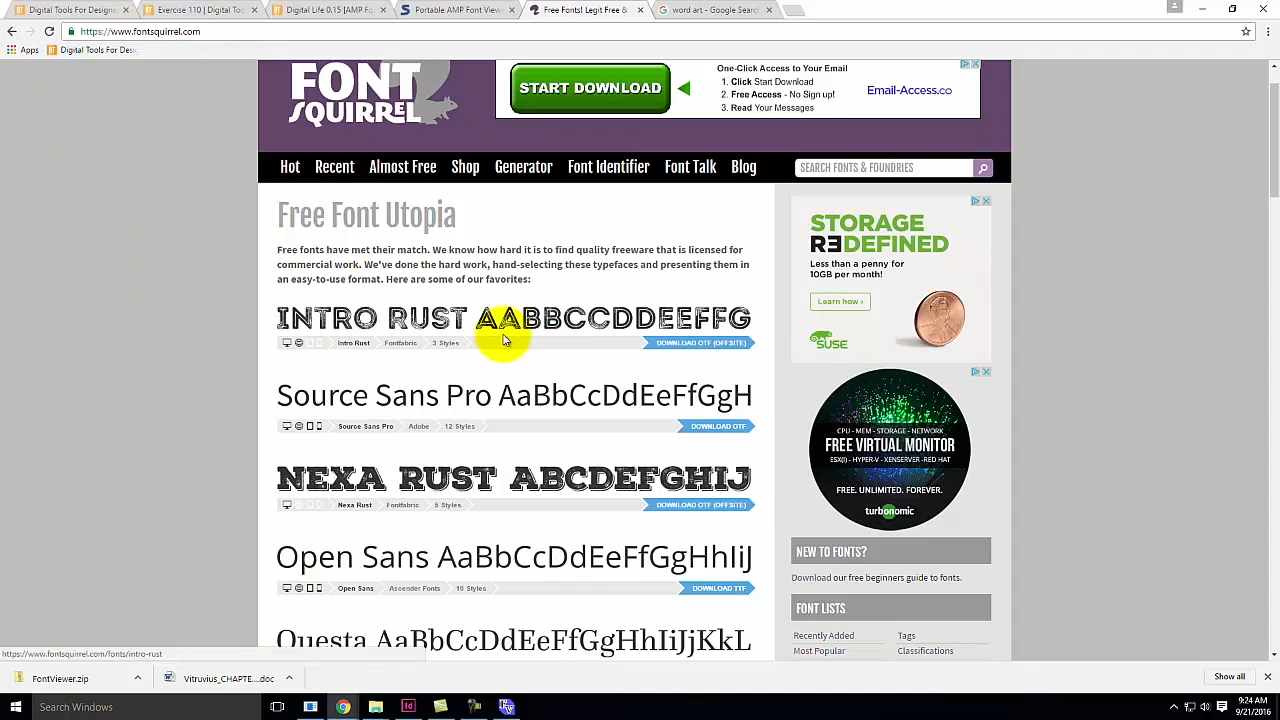 Digital Tools For Designe
Exercise 110 | Digital Tool
Digital Life 0.15 [AMP Fo
Portable AMP Font Viewe
Free Fonts! Legit Free &
word art - Google Search
https://www.fontsquirrel.com
Apps
Digital Tools For Desig
FONT
SQUIRREL
START DOWNLOAD
One-Click Access to Your Email
1. Click Start Download
2. Free Access - No Sign up!
3. Read Your Messages
Email-Access.co
Hot Recent Almost Free Shop Generator Font Identifier Font Talk Blog
SEARCH FONTS & FOUNDRIES
Free Font Utopia
Free fonts have met their match. We know how hard it is to find quality freeware that is licensed for
commercial work. We've done the hard work, hand-selecting these typefaces and presenting them in
an easy-to-use format. Here are some of our favorites:
INTRO RUST AABBCCDDEEFFG
Intro Rust Fontfabric 3 Styles DOWNLOAD OTF (OFFSITE)
Source Sans Pro AaBbCcDdEeFfGgH
Source Sans Pro Adobe 12 Styles DOWNLOAD OTF
NEXA RUST ABCDEFGHIJ
Nexa Rust Fontfabric 5 Styles DOWNLOAD OTF (OFFSITE)
Open Sans AaBbCcDdEeFfGgHhIiJ
Open Sans Ascender Fonts 10 Styles DOWNLOAD TTF
Questa AaBbCcDdEeFfGgHhIiJjKkL
STORAGE
REDEFINED
Less than a penny for
10GB per month!
Learn how ›
SUSE
CPU - MEM - STORAGE - NETWORK
FREE VIRTUAL MONITOR
ESX(I) - HYPER-V - XENSERVER - RED HAT
FREE. UNLIMITED. FOREVER.
turbonomic
NEW TO FONTS?
Download our free beginners guide to fonts.
FONT LISTS
Recently Added Tags
Most Popular Classifications
https://www.fontsquirrel.com/fonts/intro-rust
FontViewer.zip
Vitruvius_CHAPTE....doc
Show all
Search Windows
Id
9:24 AM
9/21/2016